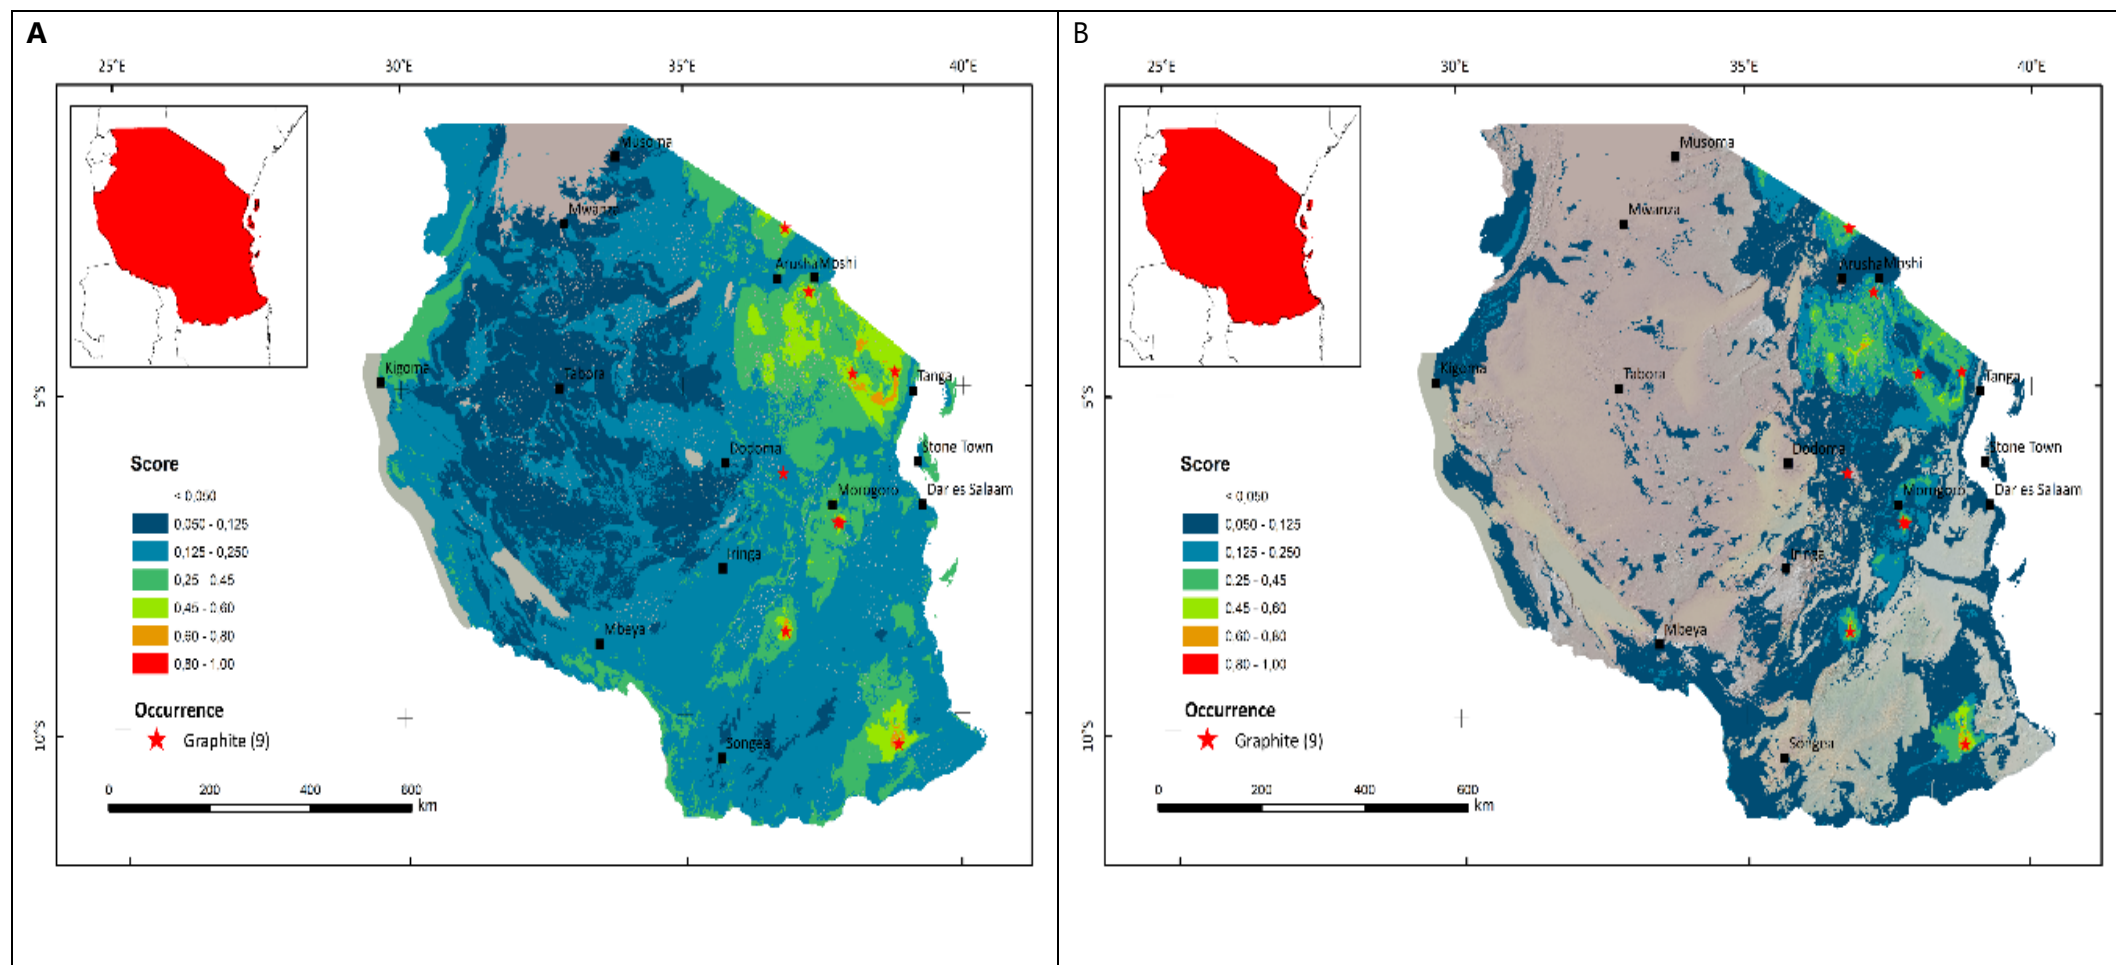 A
25°E 30°E 35°E 40°E
5°S
10°S
Musoma
Mwanza
Arusha Moshi
Kigoma
Tabora
Tanga
Dodoma
Stone Town
Morogoro
Dar es Salaam
Iringa
Mbeya
Songea
Score
< 0,050
0,050 - 0,125
0,125 - 0,250
0,25 - 0,45
0,45 - 0,60
0,60 - 0,80
0,80 - 1,00
Occurrence
Graphite (9)
0 200 400 600
km
B
25°E 30°E 35°E 40°E
5°S
10°S
Musoma
Mwanza
Arusha Moshi
Kigoma
Tabora
Tanga
Dodoma
Stone Town
Morogoro
Dar es Salaam
Iringa
Mbeya
Songea
Score
< 0,050
0,050 - 0,125
0,125 - 0,250
0,25 - 0,45
0,45 - 0,60
0,60 - 0,80
0,80 - 1,00
Occurrence
Graphite (9)
0 200 400 600
km